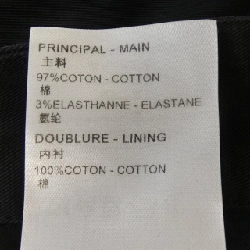 PRINCIPAL - MAIN
主料
97%COTON - COTTON
棉
3%ELASTHANNE - ELASTANE
氨纶
DOUBLURE - LINING
内衬
100%COTON - COTTON
棉